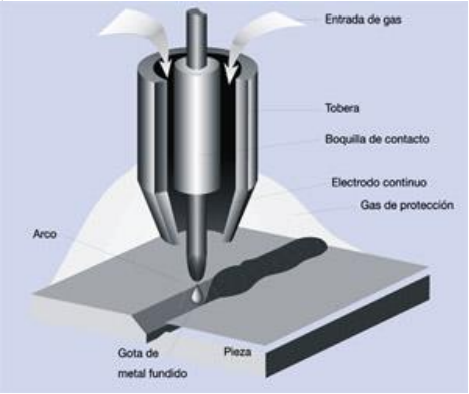 Entrada de gas
Tobera
Boquilla de contacto
Electrodo continuo
Gas de protección
Arco
Gota de
metal fundido
Pieza